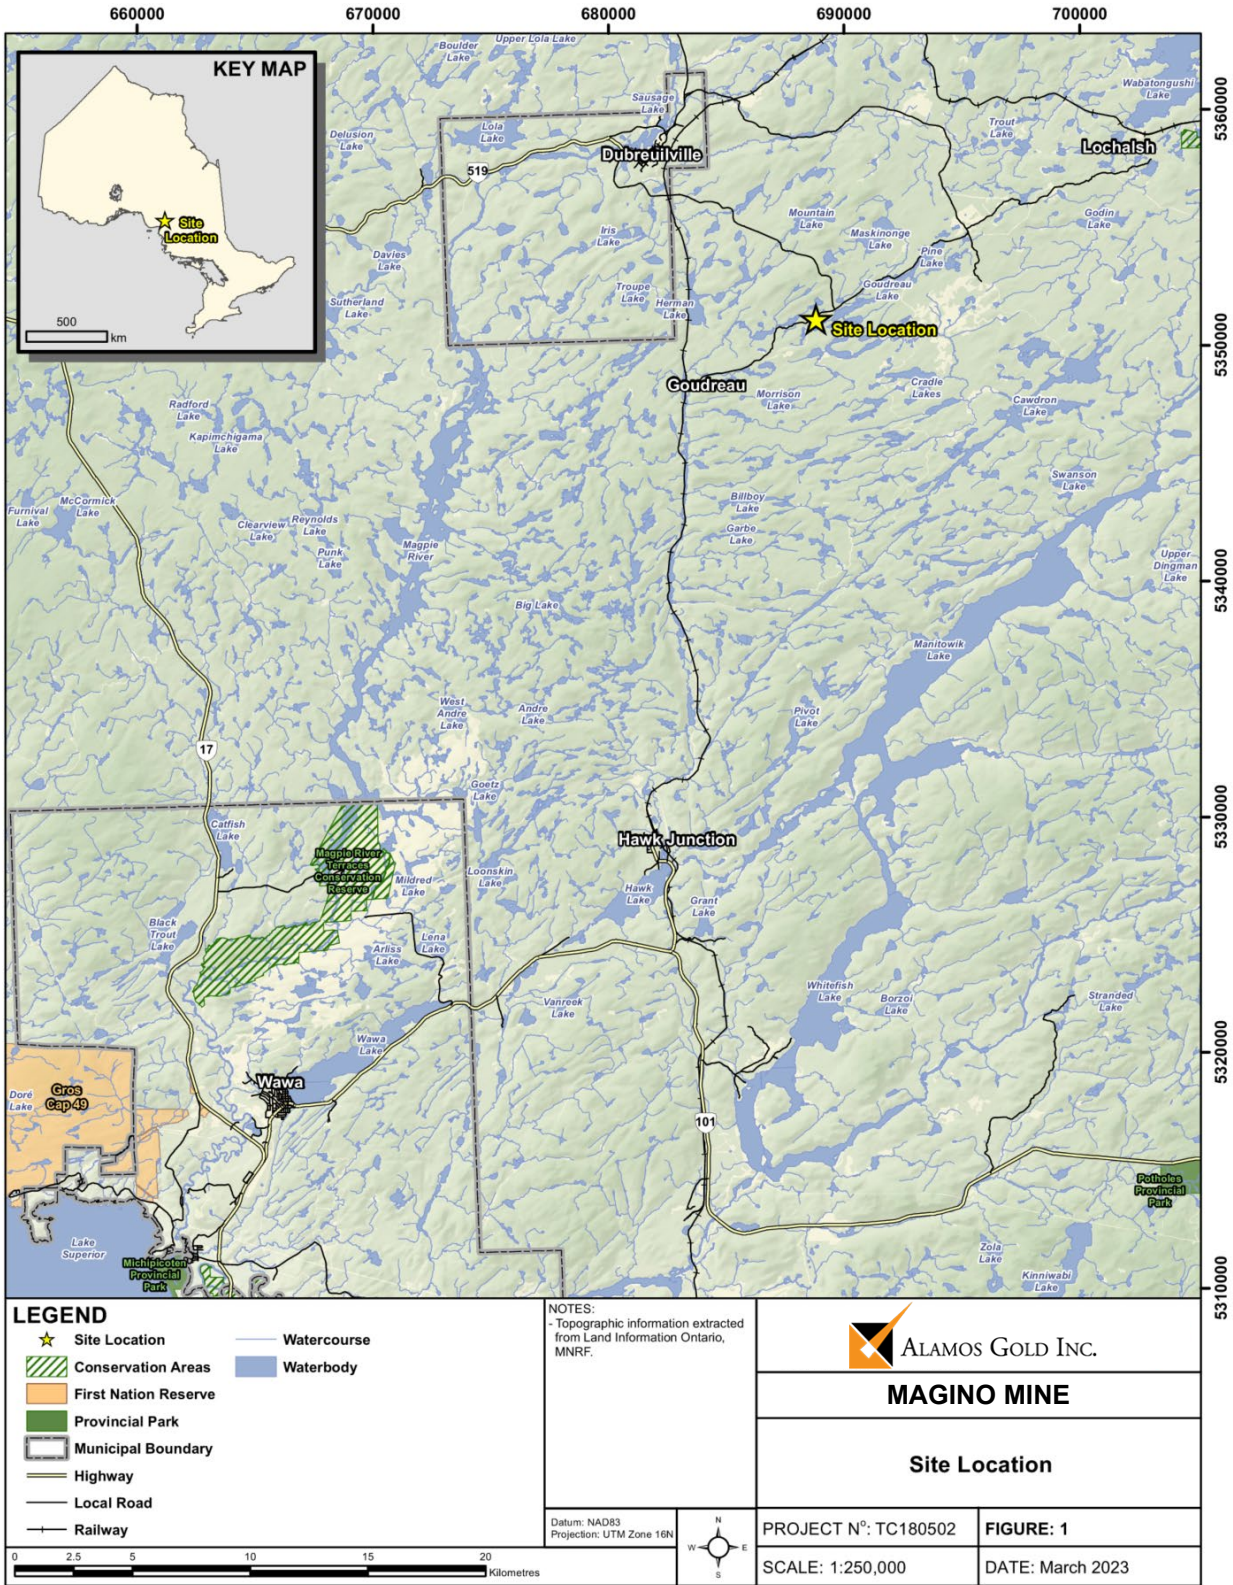 660000
670000
680000
690000
700000
KEY MAP
Site
Location
500
km
Boulder
Lake
Upper Lola Lake
Wabatongushi
Lake
Sausage
Lake
Delusion
Lake
Lola
Lake
Trout
Lake
5360000
Dubreuilville
Lochalsh
519
Mountain
Lake
Godin
Lake
Iris
Lake
Maskinonge
Lake
Pine
Lake
Davies
Lake
Troupe
Lake
Goudreau
Lake
Sutherland
Lake
Herman
Lake
Site Location
5350000
Goudreau
Cradle
Lakes
Morrison
Lake
Cawdron
Lake
Radford
Lake
Kapimchigama
Lake
Swanson
Lake
McCormick
Lake
Furnival
Lake
Billboy
Lake
Clearview
Lake
Reynolds
Lake
Garbe
Lake
Punk
Lake
Magpie
River
Upper
Dingman
Lake
5340000
Big Lake
Manitowik
Lake
West
Andre
Lake
Andre
Lake
Pivot
Lake
17
Goetz
Lake
5330000
Catfish
Lake
Hawk Junction
Magpie River
Terraces
Conservation
Reserve
Mildred
Lake
Loonskin
Lake
Hawk
Lake
Grant
Lake
Black
Trout
Lake
Lena
Lake
Arliss
Lake
Whitefish
Lake
Borzoi
Lake
Stranded
Lake
Vanreek
Lake
Wawa
Lake
5320000
Wawa
Doré
Lake
Gros
Cap 49
101
Potholes
Provincial
Park
Lake
Superior
Michipicoten
Provincial
Park
Zola
Lake
Kinniwabi
Lake
5310000
LEGEND
Site Location
Conservation Areas
First Nation Reserve
Provincial Park
Municipal Boundary
Highway
Local Road
Railway
Watercourse
Waterbody
0 2.5 5 10 15 20
Kilometres
NOTES:
- Topographic information extracted
from Land Information Ontario,
MNRF.
Datum: NAD83
Projection: UTM Zone 16N
N
W E
S
ALAMOS GOLD INC.
MAGINO MINE
Site Location
PROJECT Nº: TC180502
FIGURE: 1
SCALE: 1:250,000
DATE: March 2023